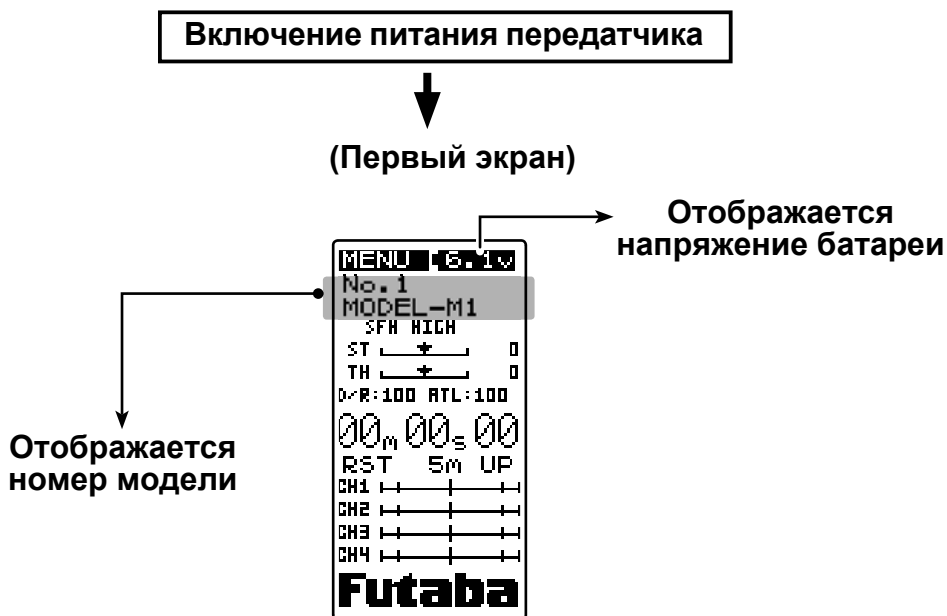 Включение питания передатчика
(Первый экран)
Отображается
напряжение батареи
MENU 6.1v
No.1
MODEL-M1
SFH HIGH
ST 0
TH 0
D/R:100 ATL:100
00m 00s 00
RST 5m UP
CH1
CH2
CH3
CH4
Futaba
Отображается
номер модели